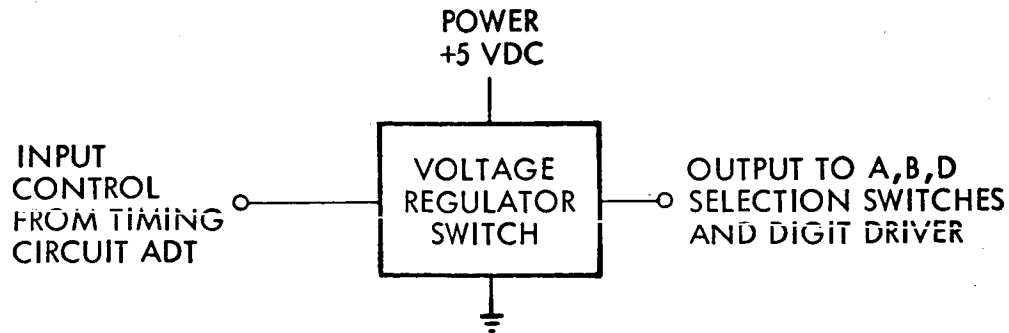 POWER
+5 VDC
INPUT
CONTROL
FROM TIMING
CIRCUIT ADT
VOLTAGE
REGULATOR
SWITCH
OUTPUT TO A,B,D
SELECTION SWITCHES
AND DIGIT DRIVER